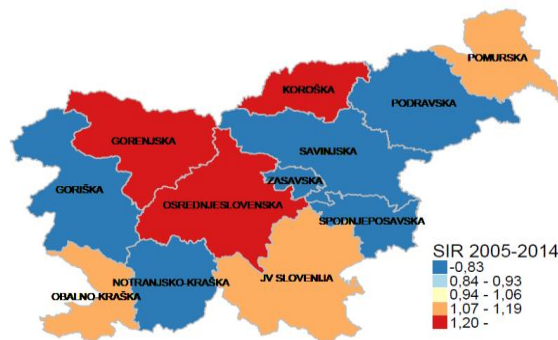 POMURSKA
KOROŠKA
PODRAVSKA
GORENJSKA
SAVINJSKA
ZASAVSKA
GORIŠKA
OSREDNJESLOVENSKA
SPODNJEPOSAVSKA
NOTRANJSKO-KRAŠKA
JV SLOVENIJA
OBALNO-KRAŠKA
SIR 2005-2014
-0,83
0,84 - 0,93
0,94 - 1,06
1,07 - 1,19
1,20 -